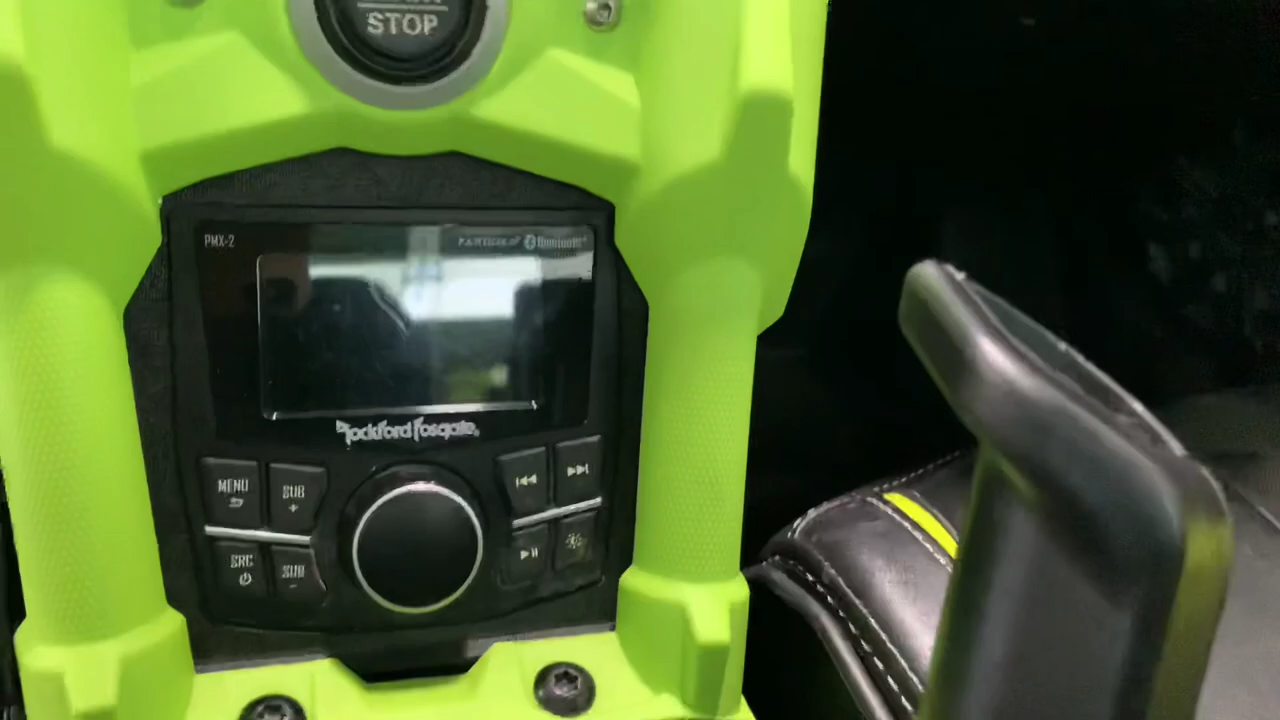 STOP
PMX-2
Bluetooth
Rockford Fosgate
MENU
SUB
+
SRC
SUB
-